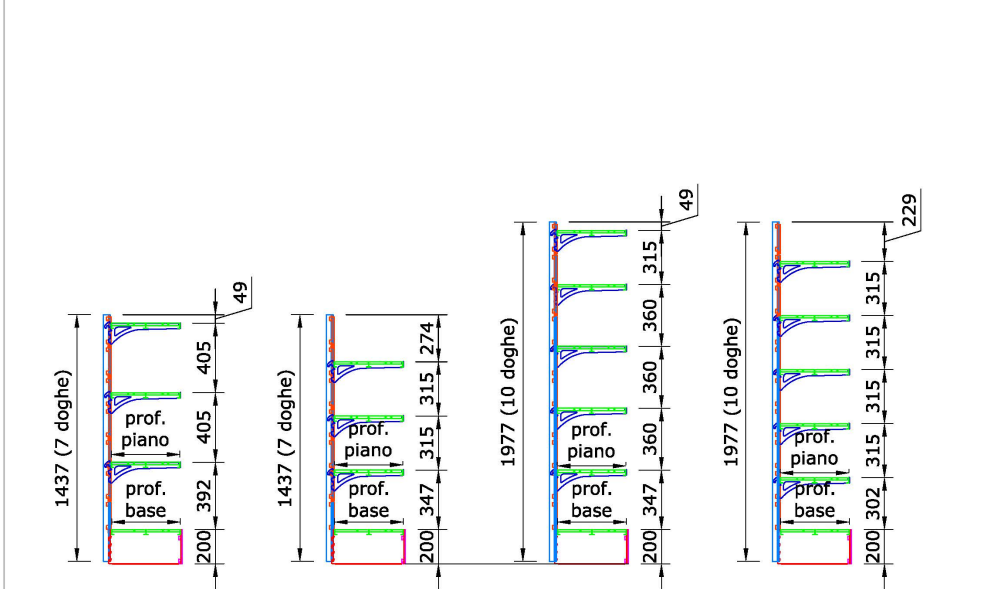 1437 (7 doghe)
49
405
405
prof.
piano
392
prof.
base
200
1437 (7 doghe)
274
315
315
prof.
piano
347
prof.
base
200
1977 (10 doghe)
49
315
360
360
360
prof.
piano
347
prof.
base
200
1977 (10 doghe)
229
315
315
315
315
prof.
piano
302
prof.
base
200